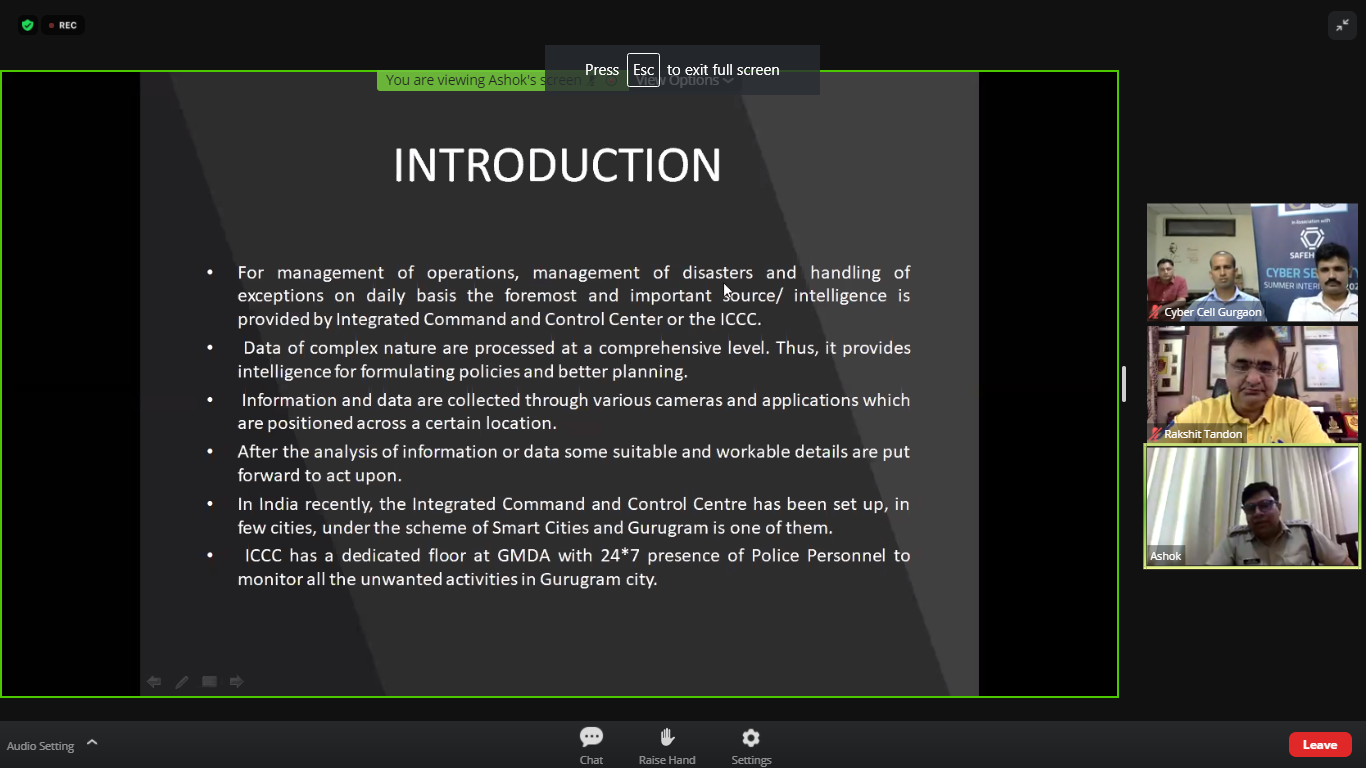 REC
Press Esc to exit full screen
You are viewing Ashok's screen
View Options
INTRODUCTION
• For management of operations, management of disasters and handling of
exceptions on daily basis the foremost and important source/ intelligence is
provided by Integrated Command and Control Center or the ICCC.
• Data of complex nature are processed at a comprehensive level. Thus, it provides
intelligence for formulating policies and better planning.
• Information and data are collected through various cameras and applications which
are positioned across a certain location.
• After the analysis of information or data some suitable and workable details are put
forward to act upon.
• In India recently, the Integrated Command and Control Centre has been set up, in
few cities, under the scheme of Smart Cities and Gurugram is one of them.
• ICCC has a dedicated floor at GMDA with 24*7 presence of Police Personnel to
monitor all the unwanted activities in Gurugram city.
in Association with
SAFEH
CYBER SE
SUMMER INTER
Cyber Cell Gurgaon
Rakshit Tandon
Ashok
Audio Setting
Chat
Raise Hand
Settings
Leave